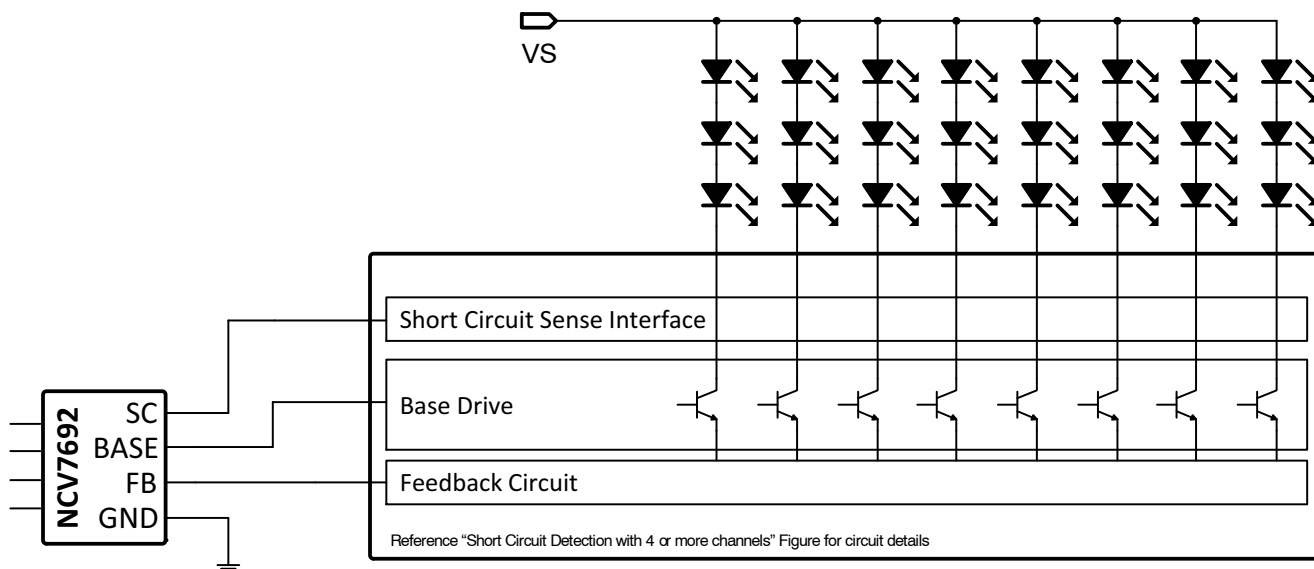 VS
Short Circuit Sense Interface
NCV7692
SC
BASE
FB
GND
Base Drive
Feedback Circuit
Reference “Short Circuit Detection with 4 or more channels” Figure for circuit details